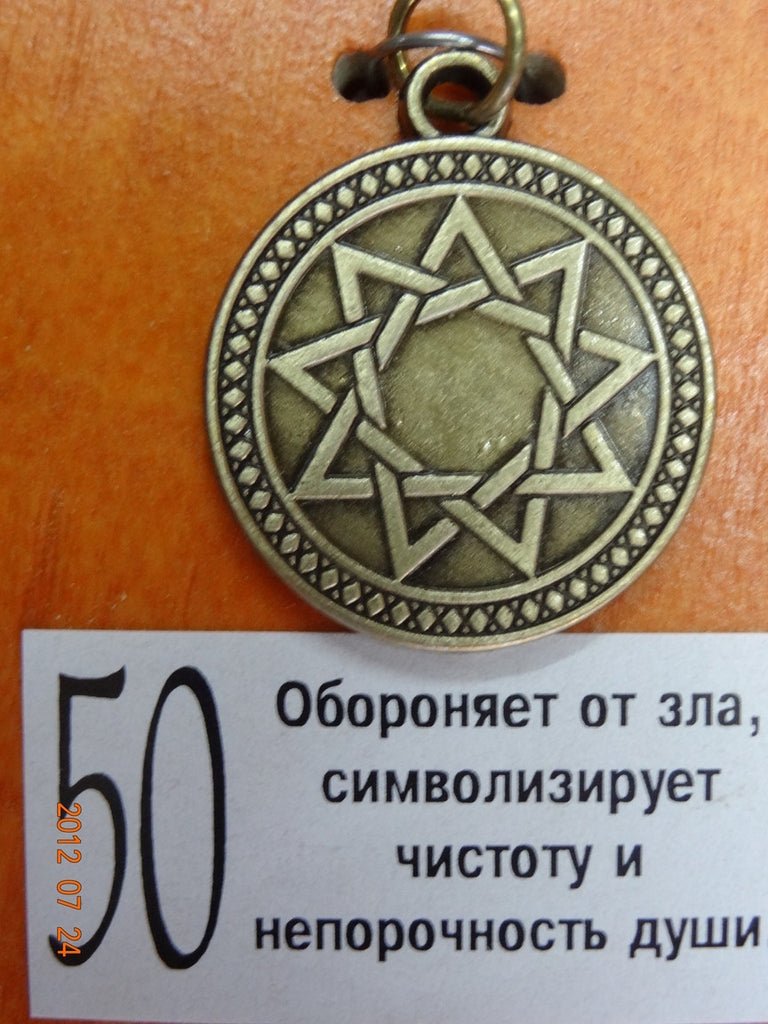 50
Обороняет от зла,
символизирует
чистоту и
непорочность души.
2012 07 24